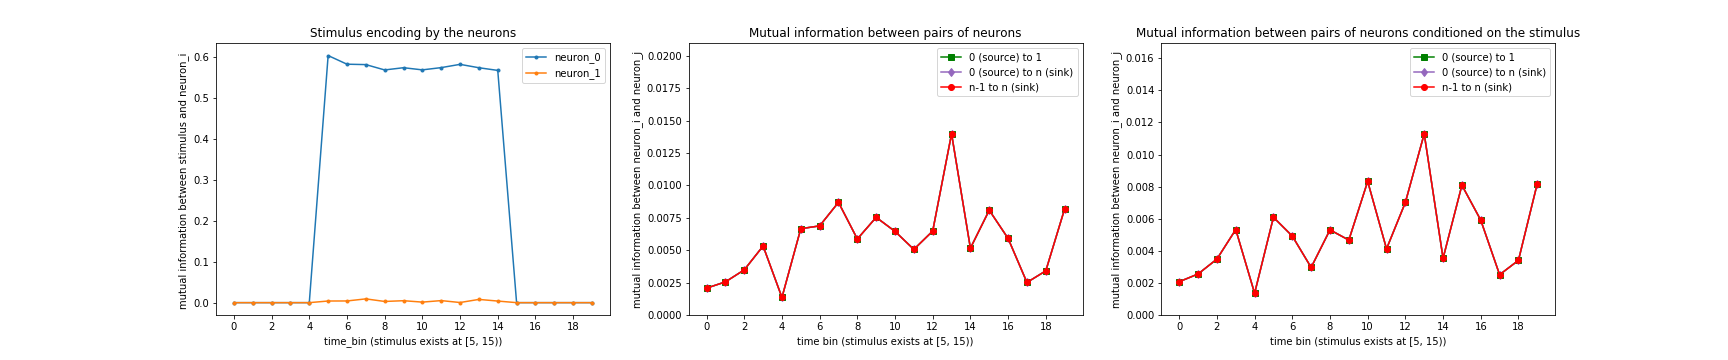 Stimulus encoding by the neurons
mutual information between stimulus and neuron_i
0.6
0.5
0.4
0.3
0.2
0.1
0.0
neuron_0
neuron_1
0 2 4 6 8 10 12 14 16 18
time_bin (stimulus exists at [5, 15))
Mutual information between pairs of neurons
mutual information between neuron_i and neuron_j
0.0200
0.0175
0.0150
0.0125
0.0100
0.0075
0.0050
0.0025
0.0000
0 (source) to 1
0 (source) to n (sink)
n-1 to n (sink)
0 2 4 6 8 10 12 14 16 18
time bin (stimulus exists at [5, 15))
Mutual information between pairs of neurons conditioned on the stimulus
mutual information between neuron_i and neuron_j
0.016
0.014
0.012
0.010
0.008
0.006
0.004
0.002
0.000
0 (source) to 1
0 (source) to n (sink)
n-1 to n (sink)
0 2 4 6 8 10 12 14 16 18
time bin (stimulus exists at [5, 15))